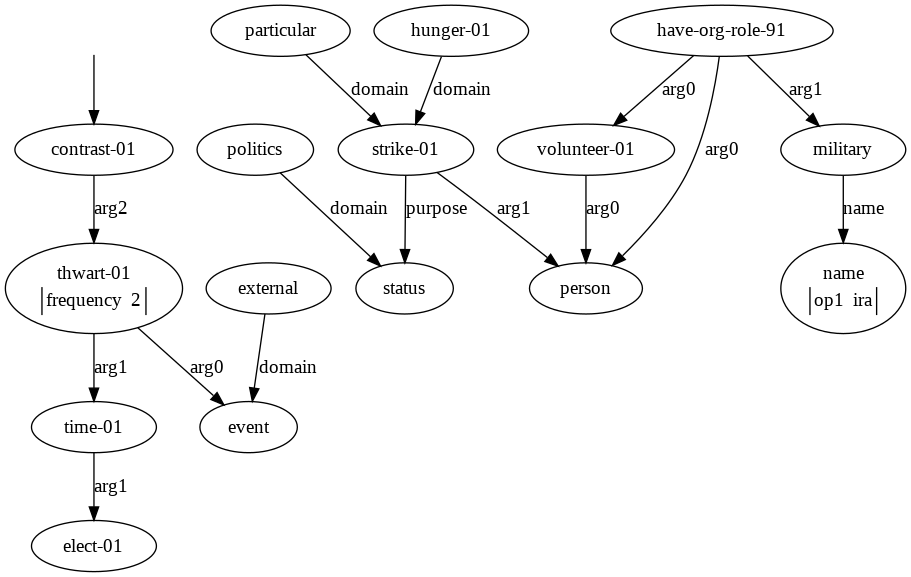 particular
hunger-01
have-org-role-91
domain
domain
arg0
arg1
contrast-01
politics
strike-01
volunteer-01
arg0
military
arg2
domain
purpose
arg1
arg0
name
thwart-01
frequency 2
external
status
person
name
op1 ira
arg1
arg0
domain
time-01
event
arg1
elect-01